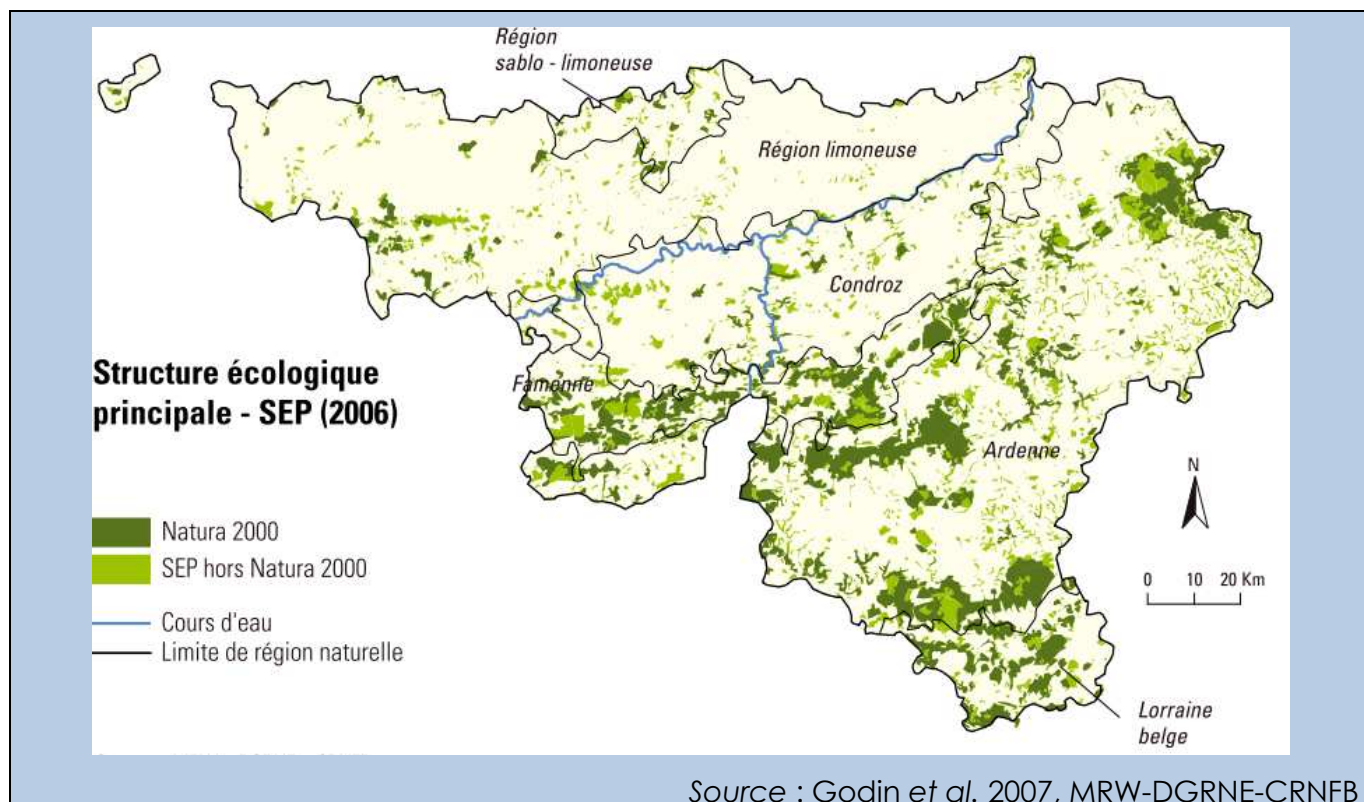 Région
sablo - limoneuse
Région limoneuse
Condroz
Famenne
Ardenne
Structure écologique
principale - SEP (2006)
Natura 2000
SEP hors Natura 2000
Cours d'eau
Limite de région naturelle
N
0 10 20 Km
Lorraine
belge
Source : Godin et al. 2007, MRW-DGRNE-CRNFB